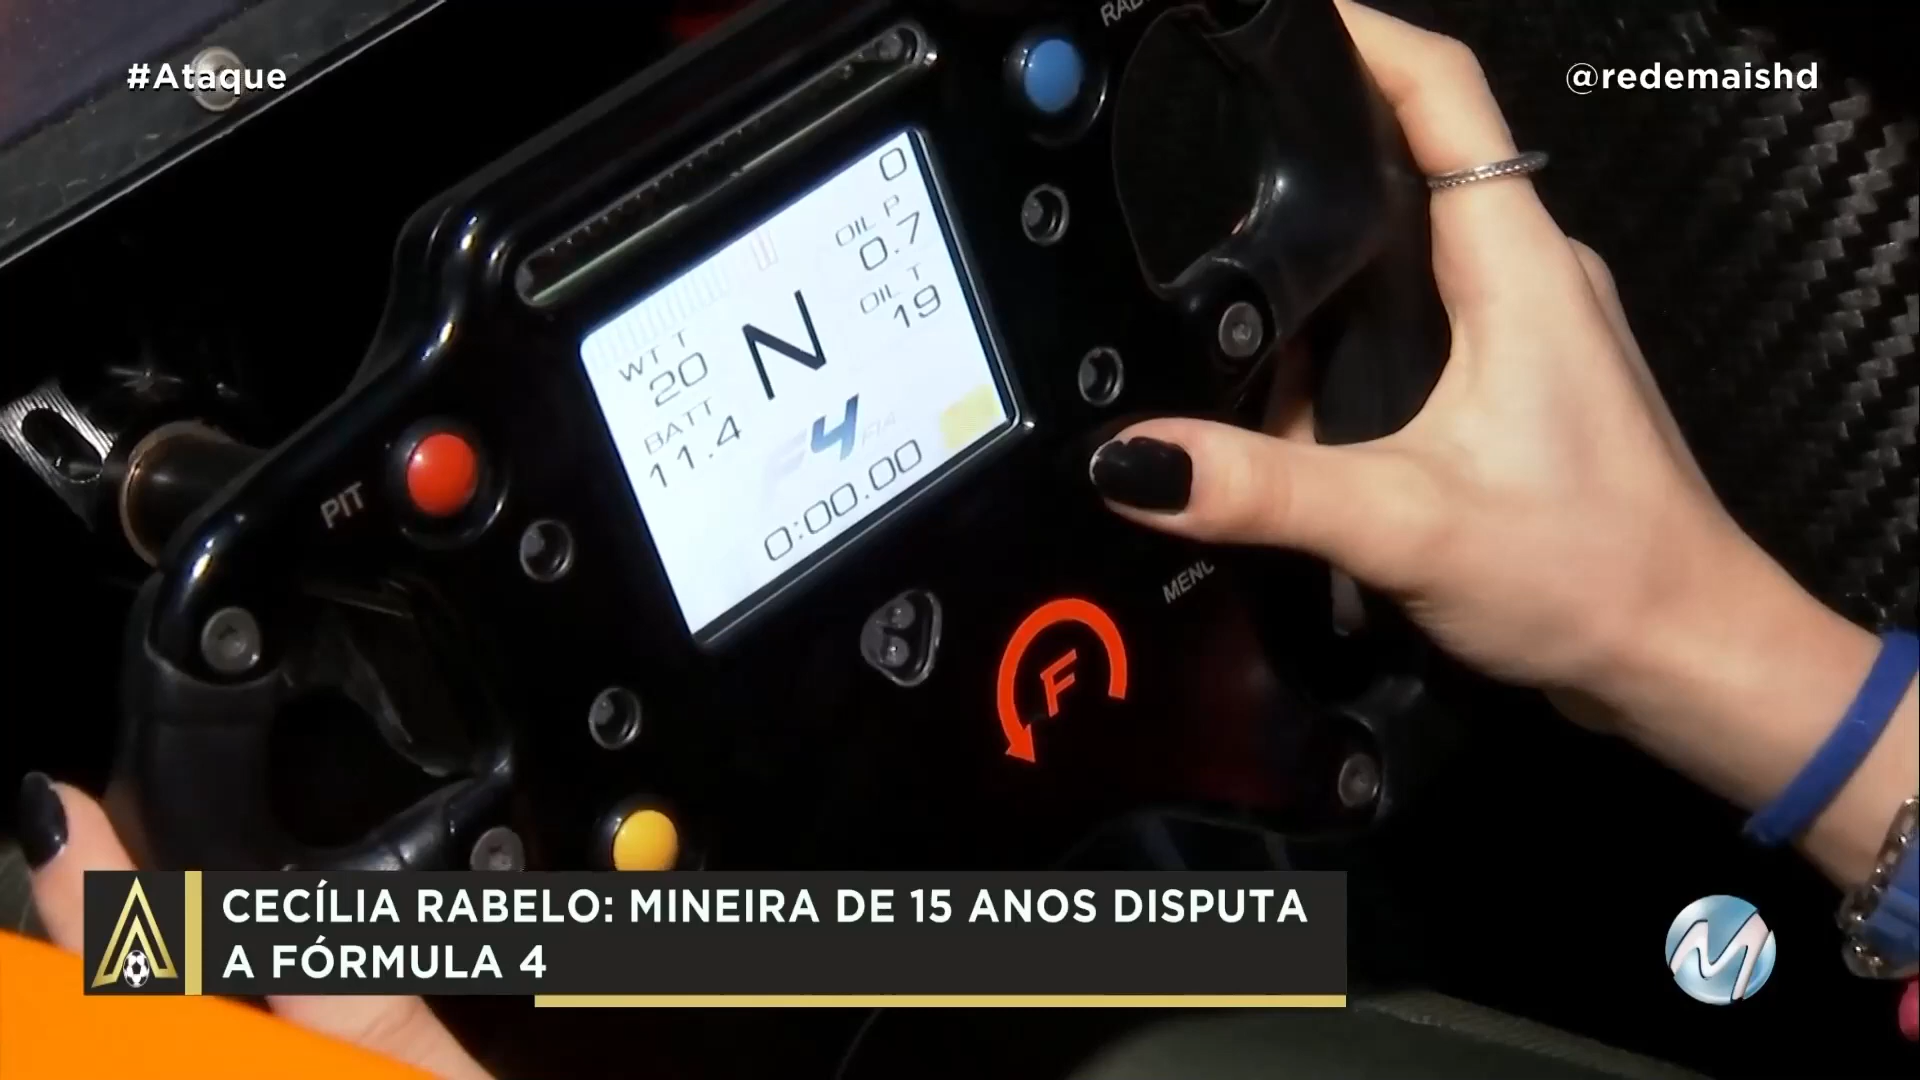 #Ataque
@redemaishd
0
OIL P
0.7
OIL T
19
WT T
20
N
BATT
11.4
F4
FIA
0:00.00
PIT
MENU
F
CECÍLIA RABELO: MINEIRA DE 15 ANOS DISPUTA
A FÓRMULA 4
M